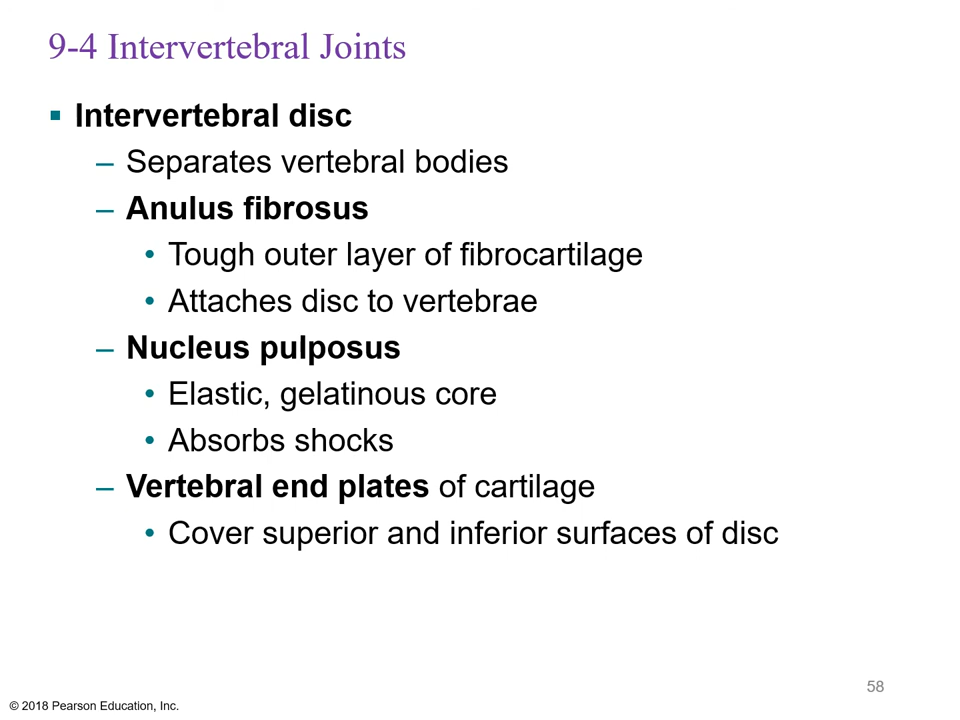 9-4 Intervertebral Joints
▪ Intervertebral disc
– Separates vertebral bodies
– Anulus fibrosus
• Tough outer layer of fibrocartilage
• Attaches disc to vertebrae
– Nucleus pulposus
• Elastic, gelatinous core
• Absorbs shocks
– Vertebral end plates of cartilage
• Cover superior and inferior surfaces of disc
58
© 2018 Pearson Education, Inc.